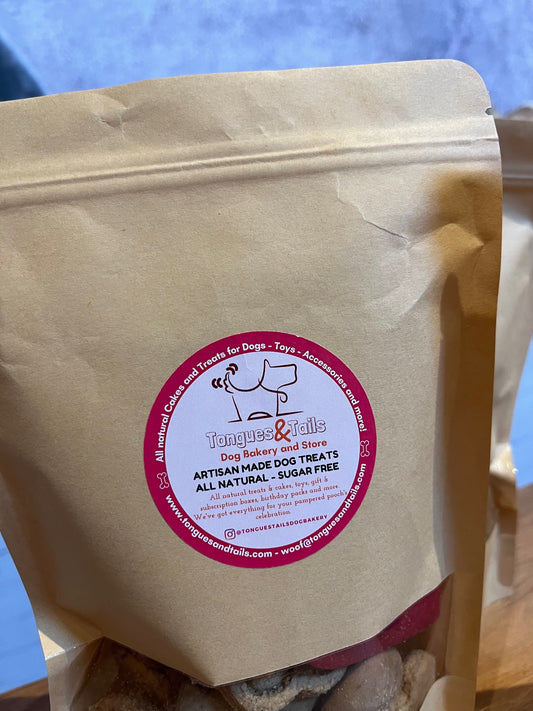 All natural Cakes and Treats for Dogs - Toys - Accessories and more!
Tongues&Tails
Dog Bakery and Store
ARTISAN MADE DOG TREATS
ALL NATURAL - SUGAR FREE
All natural treats & cakes, toys, gift &
subscription boxes, birthday packs and more.
We've got everything for your pampered pooch's
celebration.
@TONGUESTAILSDOGBAKERY
www.tonguesandtails.com - woof@tonguesandtails.com